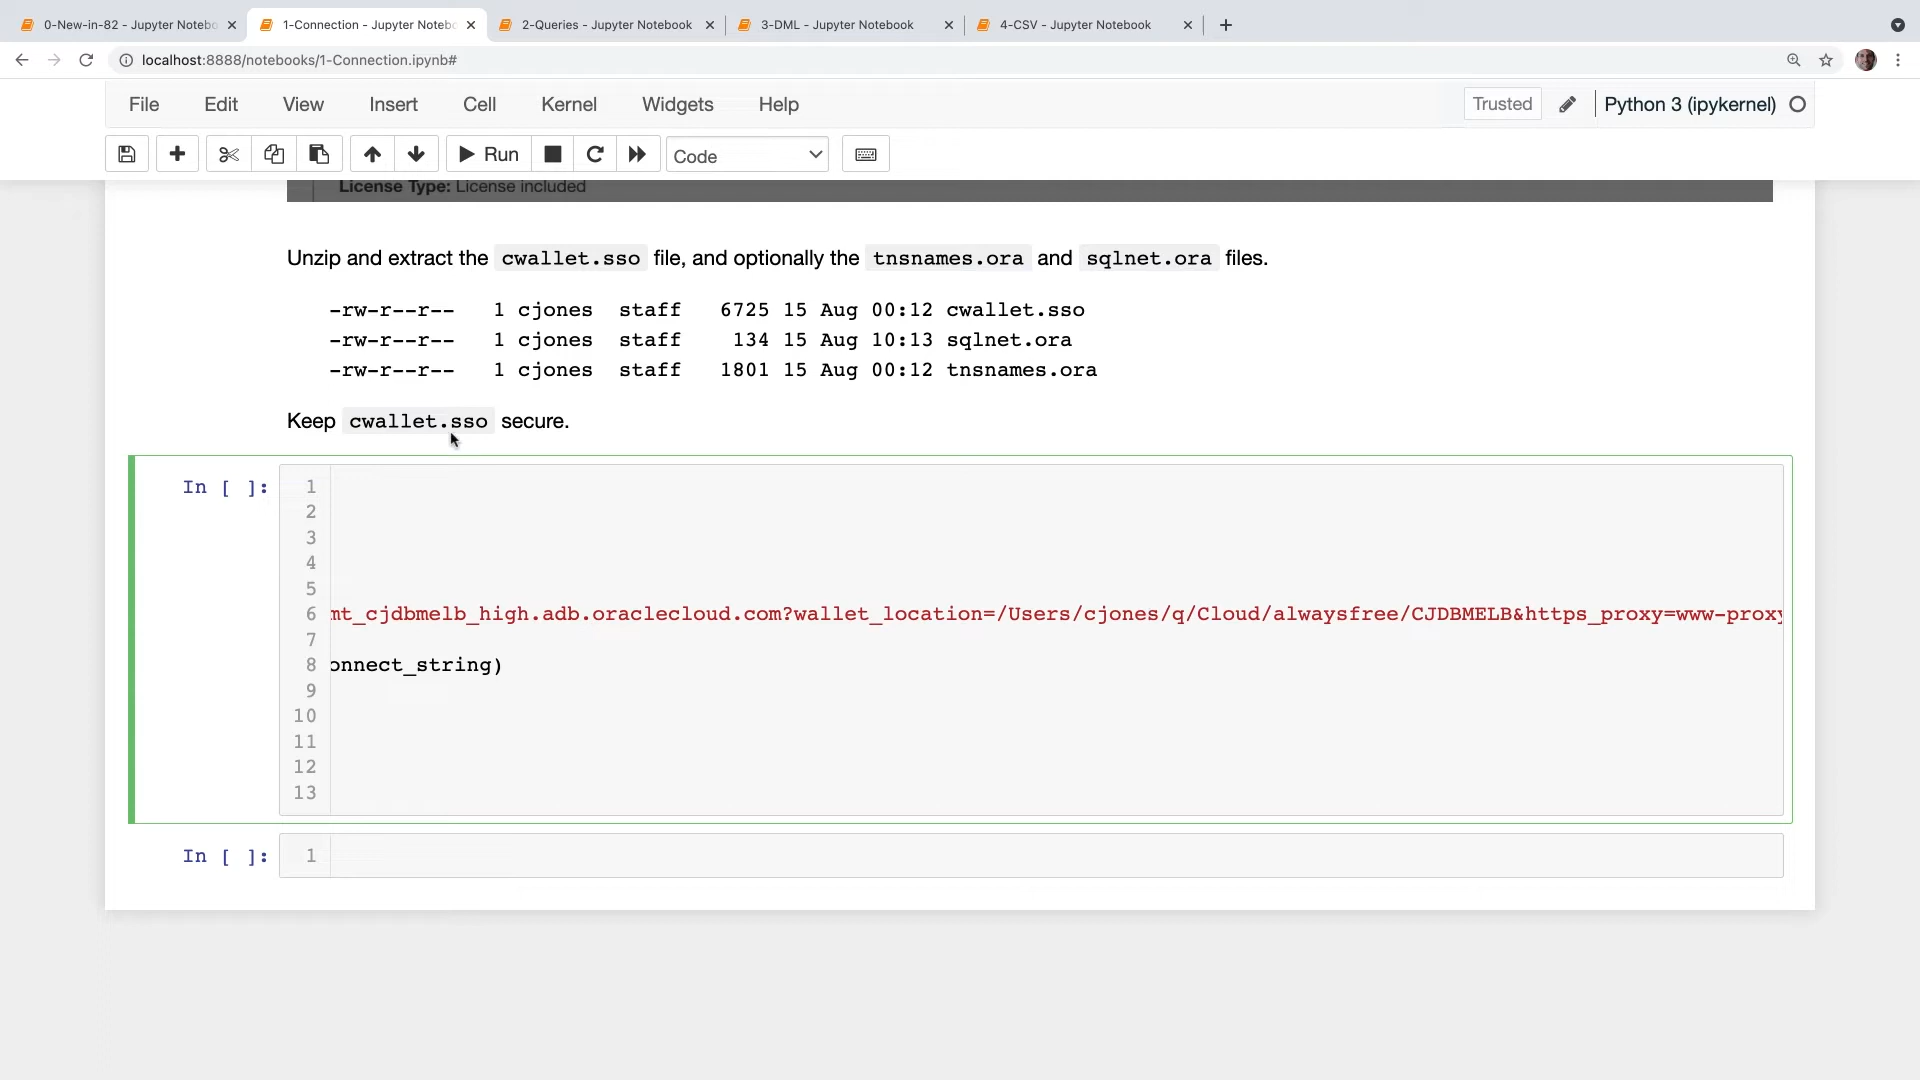 0-New-in-82 - Jupyter Notebo
1-Connection - Jupyter Notebo
2-Queries - Jupyter Notebook
3-DML - Jupyter Notebook
4-CSV - Jupyter Notebook
localhost:8888/notebooks/1-Connection.ipynb#
File Edit View Insert Cell Kernel Widgets Help
Trusted
Python 3 (ipykernel)
Run
Code
License Type: License included
Unzip and extract the cwallet.sso file, and optionally the tnsnames.ora and sqlnet.ora files.
-rw-r--r-- 1 cjones staff 6725 15 Aug 00:12 cwallet.sso
-rw-r--r-- 1 cjones staff 134 15 Aug 10:13 sqlnet.ora
-rw-r--r-- 1 cjones staff 1801 15 Aug 00:12 tnsnames.ora
Keep cwallet.sso secure.
In [ ]:
1
2
3
4
5
6 mt_cjdbmelb_high.adb.oraclecloud.com?wallet_location=/Users/cjones/q/Cloud/alwaysfree/CJDBMELB&https_proxy=www-proxy
7
8 onnect_string)
9
10
11
12
13
In [ ]: 1